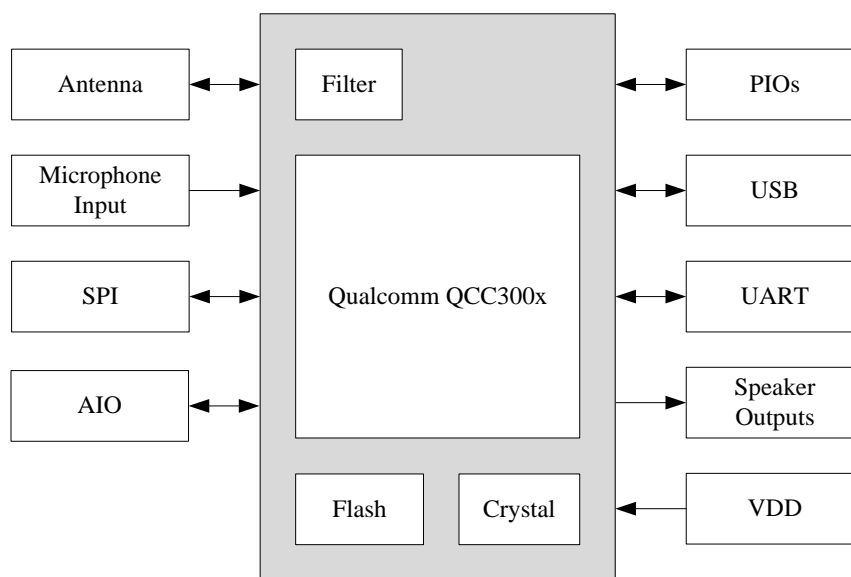 Antenna
Filter
PIOs
Microphone
Input
USB
SPI
Qualcomm QCC300x
UART
AIO
Speaker
Outputs
Flash
Crystal
VDD